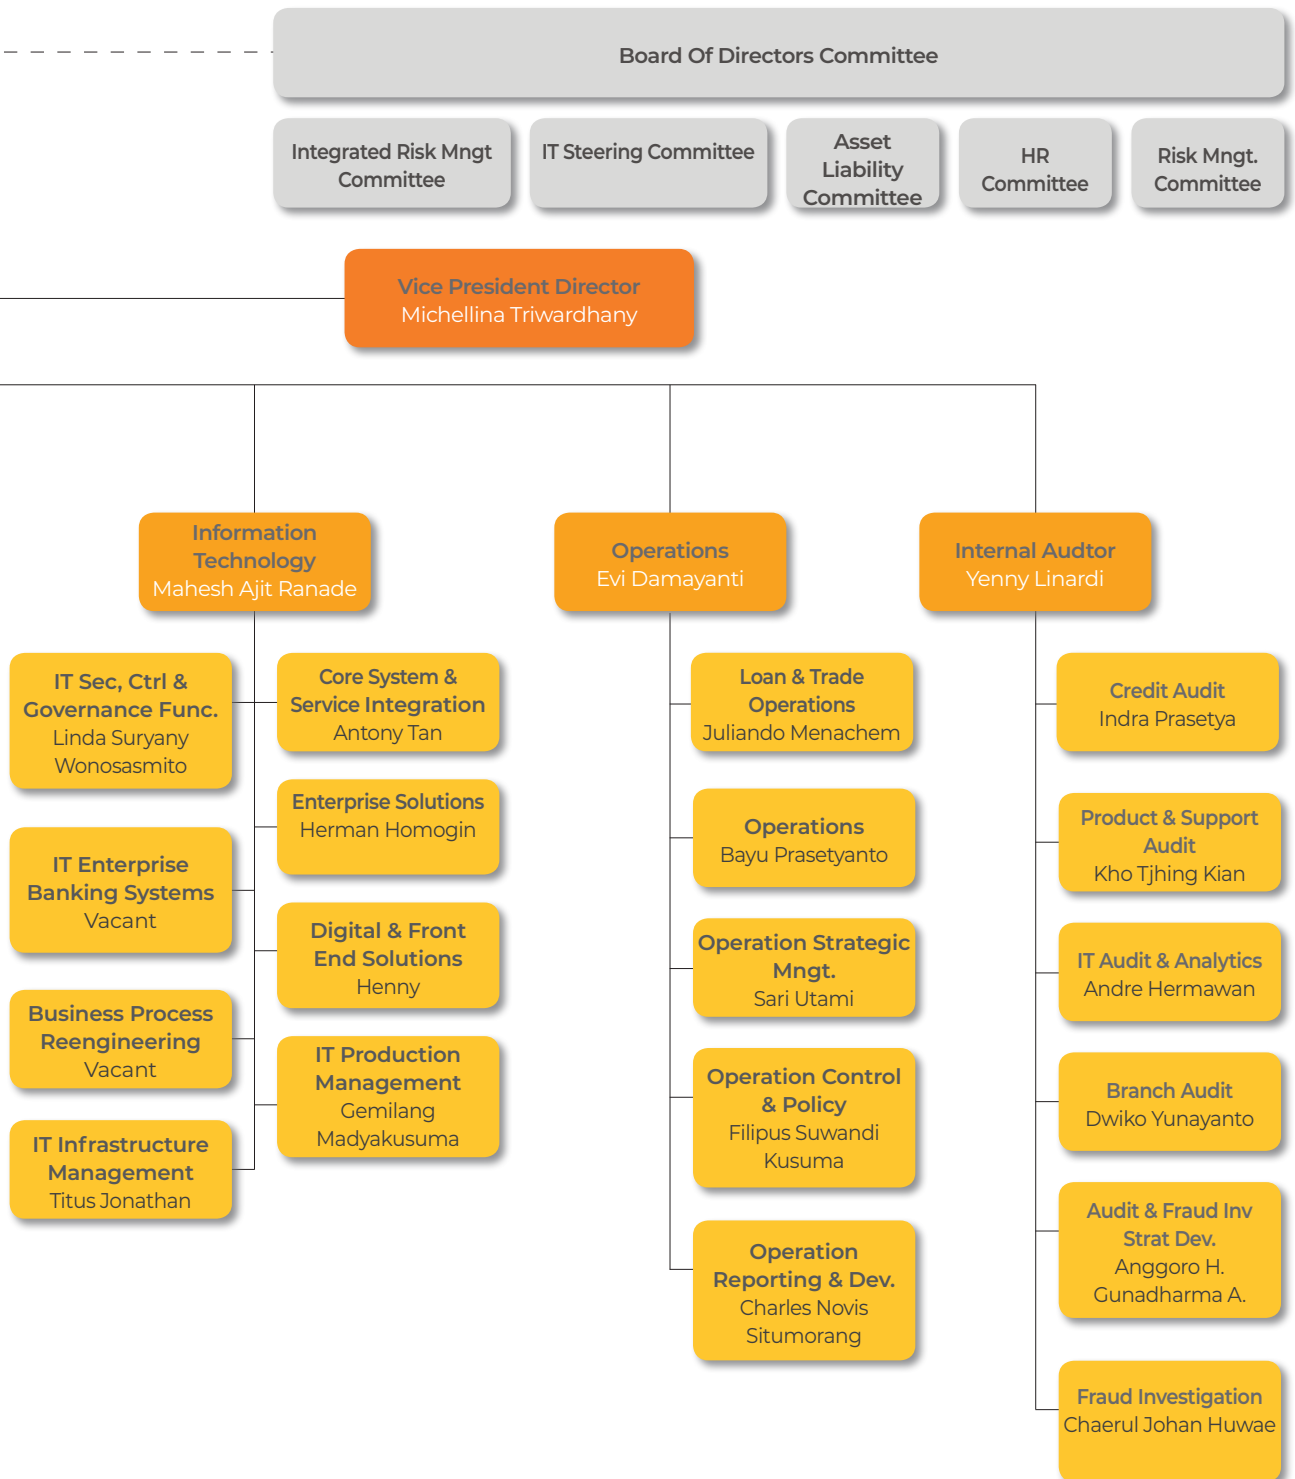 Board Of Directors Committee
Integrated Risk Mngt
Committee
IT Steering Committee
Asset
Liability
Committee
HR
Committee
Risk Mngt.
Committee
Vice President Director
Michellina Triwardhany
Information
Technology
Mahesh Ajit Ranade
Operations
Evi Damayanti
Internal Audtor
Yenny Linardi
IT Sec, Ctrl &
Governance Func.
Linda Suryany
Wonosasmito
IT Enterprise
Banking Systems
Vacant
Business Process
Reengineering
Vacant
IT Infrastructure
Management
Titus Jonathan
Core System &
Service Integration
Antony Tan
Enterprise Solutions
Herman Homogin
Digital & Front
End Solutions
Henny
IT Production
Management
Gemilang
Madyakusuma
Loan & Trade
Operations
Juliando Menachem
Operations
Bayu Prasetyanto
Operation Strategic
Mngt.
Sari Utami
Operation Control
& Policy
Filipus Suwandi
Kusuma
Operation
Reporting & Dev.
Charles Novis
Situmorang
Credit Audit
Indra Prasetya
Product & Support
Audit
Kho Tjhing Kian
IT Audit & Analytics
Andre Hermawan
Branch Audit
Dwiko Yunayanto
Audit & Fraud Inv
Strat Dev.
Anggoro H.
Gunadharma A.
Fraud Investigation
Chaerul Johan Huwae